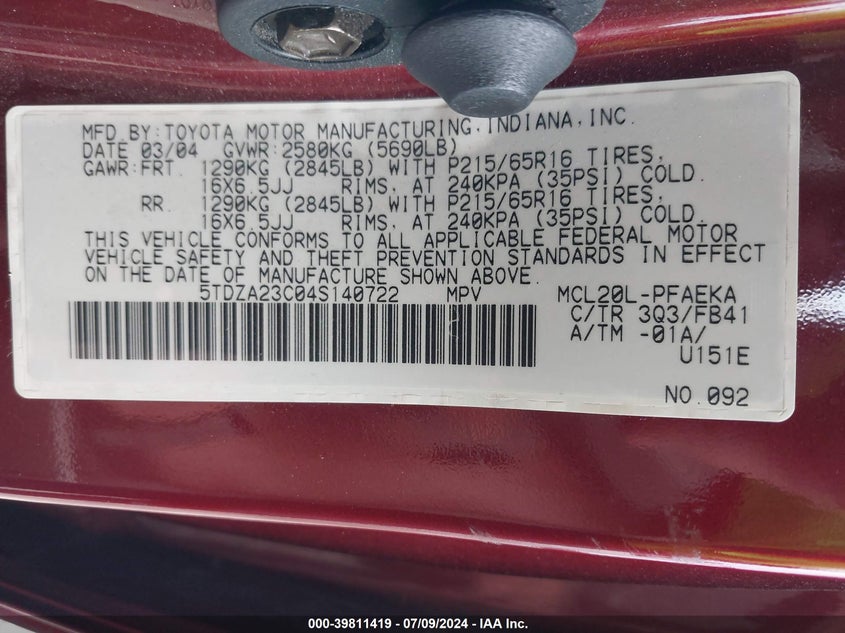 MFD.BY:TOYOTA MOTOR MANUFACTURING,INDIANA,INC.
DATE 03/04 GVWR:2580KG (5690LB)
GAWR:FRT. 1290KG (2845LB) WITH P215/65R16 TIRES,
16X6.5JJ RIMS, AT 240KPA (35PSI) COLD.
RR. 1290KG (2845LB) WITH P215/65R16 TIRES,
16X6.5JJ RIMS, AT 240KPA (35PSI) COLD.
THIS VEHICLE CONFORMS TO ALL APPLICABLE FEDERAL MOTOR
VEHICLE SAFETY AND THEFT PREVENTION STANDARDS IN EFFECT
ON THE DATE OF MANUFACTURE SHOWN ABOVE.
5TDZA23C04S140722 MPV MCL20L-PFAEKA
C/TR 3Q3/FB41
A/TM -01A/
U151E
NO.092
000-39811419 - 07/09/2024 - IAA Inc.